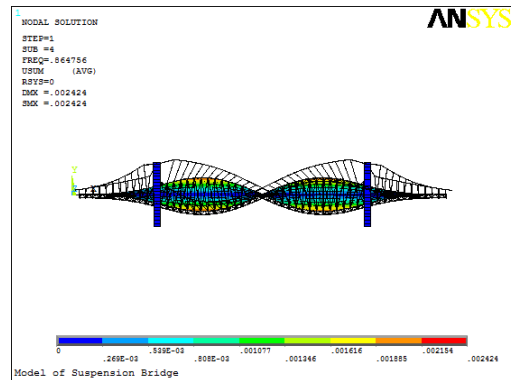 1
ANSYS
NODAL SOLUTION
STEP=1
SUB =4
FREQ=.864756
USUM (AVG)
RSYS=0
DMX =.002424
SMX =.002424
Y
0 .539E-03 .001077 .001616 .002154
.269E-03 .808E-03 .001346 .001885 .002424
Model of Suspension Bridge